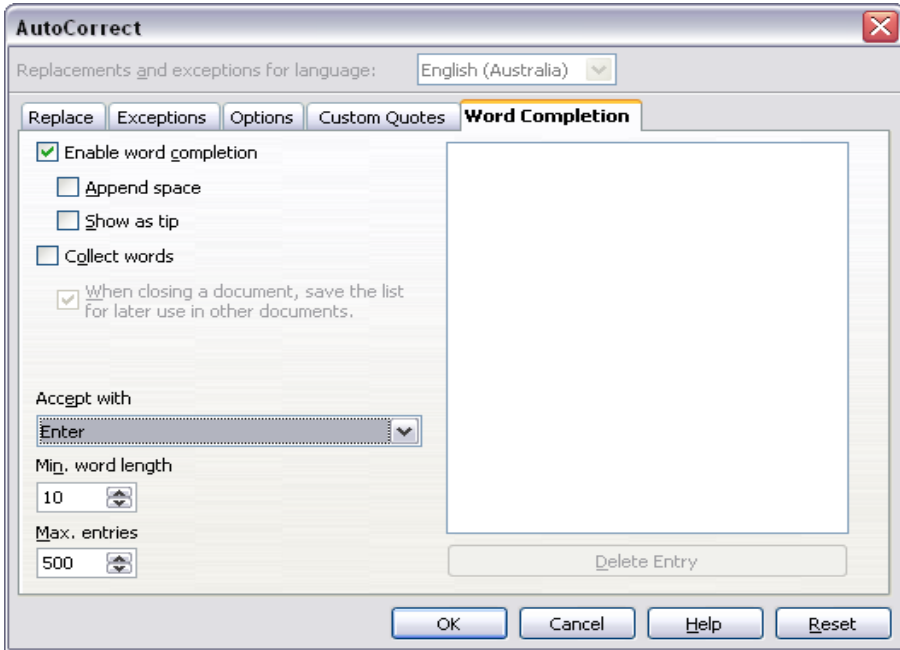 AutoCorrect
Replacements and exceptions for language: English (Australia)
Replace Exceptions Options Custom Quotes Word Completion
Enable word completion
Append space
Show as tip
Collect words
When closing a document, save the list
for later use in other documents.
Accept with
Enter
Min. word length
10
Max. entries
500
Delete Entry
OK Cancel Help Reset